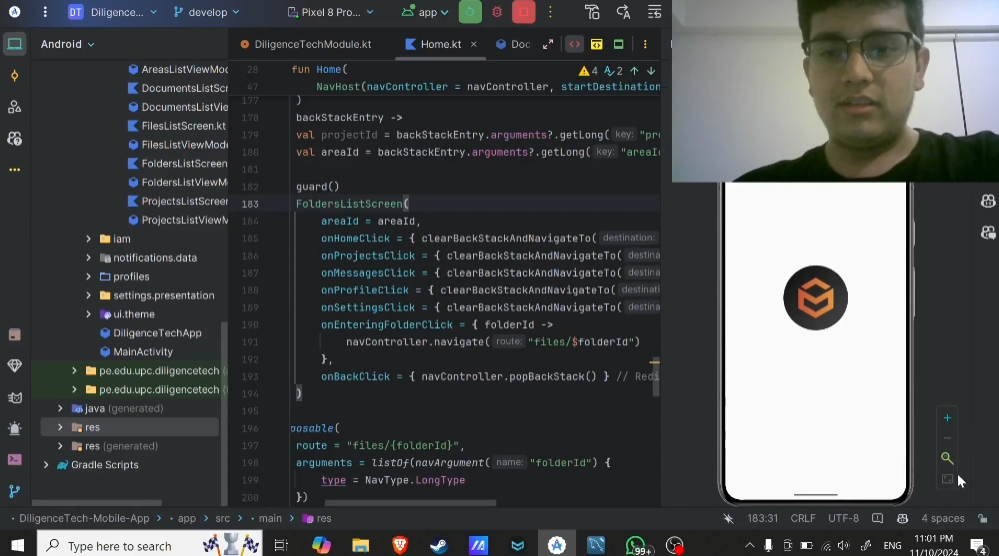 DT Diligence... develop Pixel 8 Pro... app
Android
DiligenceTechModule.kt Home.kt Doc
AreasListViewMod
DocumentsListScr
DocumentsListVie
FilesListScreen.kt
FilesListViewMode
FoldersListScreen
FoldersListViewM
ProjectsListScreen
ProjectsListViewM
iam
notifications.data
profiles
settings.presentation
ui.theme
DiligenceTechApp
MainActivity
pe.edu.upc.diligencetech
pe.edu.upc.diligencetech
java (generated)
res
res (generated)
Gradle Scripts
28 fun Home(
47 NavHost(navController = navController, startDestination
4 2
177 )
178 backStackEntry ->
179 val projectId = backStackEntry.arguments?.getLong( key: "pro
180 val areaId = backStackEntry.arguments?.getLong( key: "areaI
181
182 guard()
183 FoldersListScreen(
184 areaId = areaId,
185 onHomeClick = { clearBackStackAndNavigateTo( destination:
186 onProjectsClick = { clearBackStackAndNavigateTo( destina
187 onMessagesClick = { clearBackStackAndNavigateTo( destina
188 onProfileClick = { clearBackStackAndNavigateTo( destinati
189 onSettingsClick = { clearBackStackAndNavigateTo( destina
190 onEnteringFolderClick = { folderId ->
191 navController.navigate( route: "files/$folderId")
192 },
193 onBackClick = { navController.popBackStack() } // Redi
194 )
195
196 posable(
197 route = "files/{folderId}",
198 arguments = listOf(navArgument( name: "folderId") {
199 type = NavType.LongType
200 })
DiligenceTech-Mobile-App > app > src > main > res
183:31 CRLF UTF-8 4 spaces
Type here to search
99+
ENG
11:01 PM
11/10/2024
4